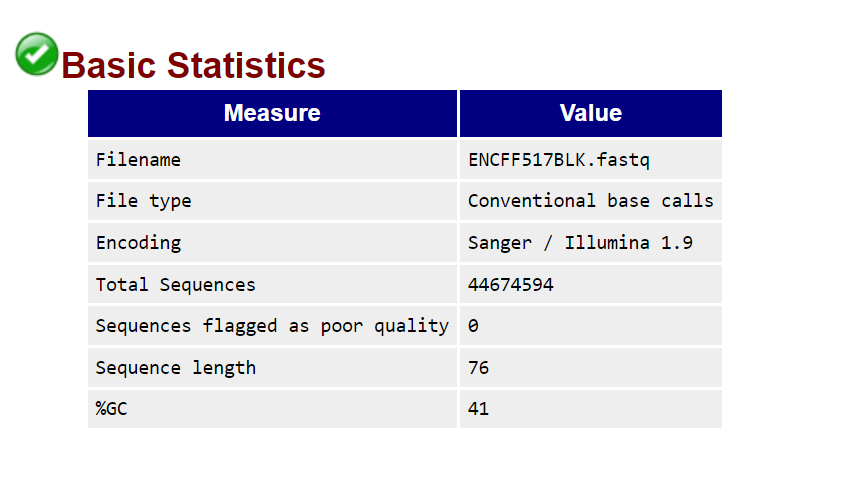 Basic Statistics
Measure Value
Filename ENCFF517BLK.fastq
File type Conventional base calls
Encoding Sanger / Illumina 1.9
Total Sequences 44674594
Sequences flagged as poor quality 0
Sequence length 76
%GC 41